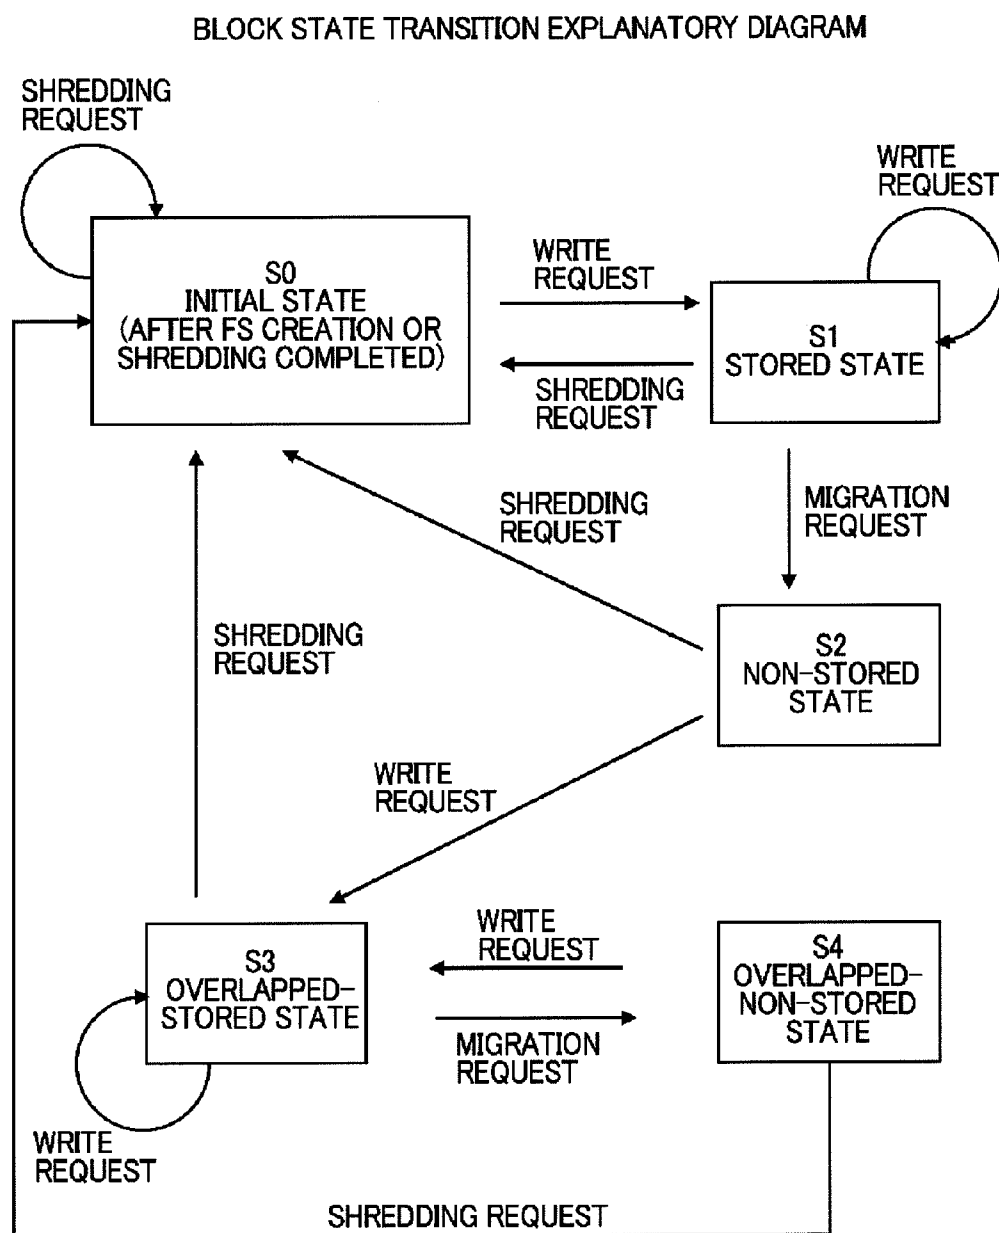 BLOCK STATE TRANSITION EXPLANATORY DIAGRAM
SHREDDING
REQUEST
WRITE
REQUEST
S0
INITIAL STATE
(AFTER FS CREATION OR
SHREDDING COMPLETED)
WRITE
REQUEST
S1
STORED STATE
SHREDDING
REQUEST
SHREDDING
REQUEST
MIGRATION
REQUEST
SHREDDING
REQUEST
S2
NON-STORED
STATE
WRITE
REQUEST
S3
OVERLAPPED-
STORED STATE
WRITE
REQUEST
S4
OVERLAPPED-
NON-STORED
STATE
MIGRATION
REQUEST
WRITE
REQUEST
SHREDDING REQUEST